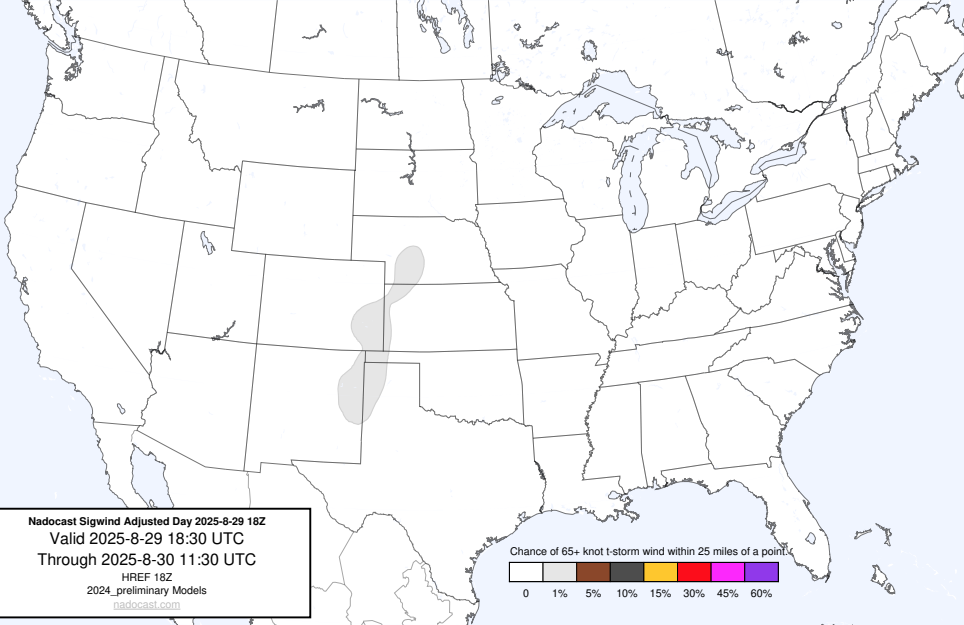 Nadocast Sigwind Adjusted Day 2025-8-29 18Z
Valid 2025-8-29 18:30 UTC
Through 2025-8-30 11:30 UTC
HREF 18Z
2024_preliminary Models
nadocast.com
Chance of 65+ knot t-storm wind within 25 miles of a point.
0 1% 5% 10% 15% 30% 45% 60%